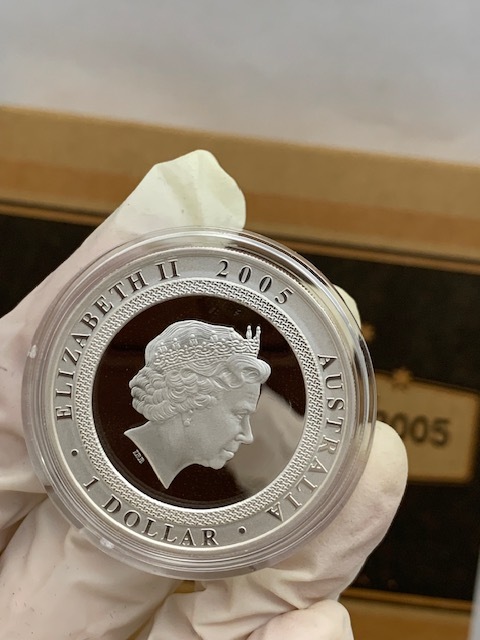 ELIZABETH II 2005
AUSTRALIA
· 1 DOLLAR ·
IRB
2005